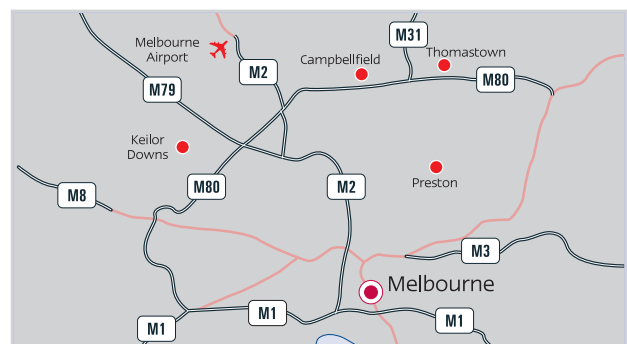 M31
Melbourne
Airport
Campbellfield
Thomastown
M2
M79
M80
Keilor
Downs
M8
M80
M2
Preston
M3
Melbourne
M1
M1
M1